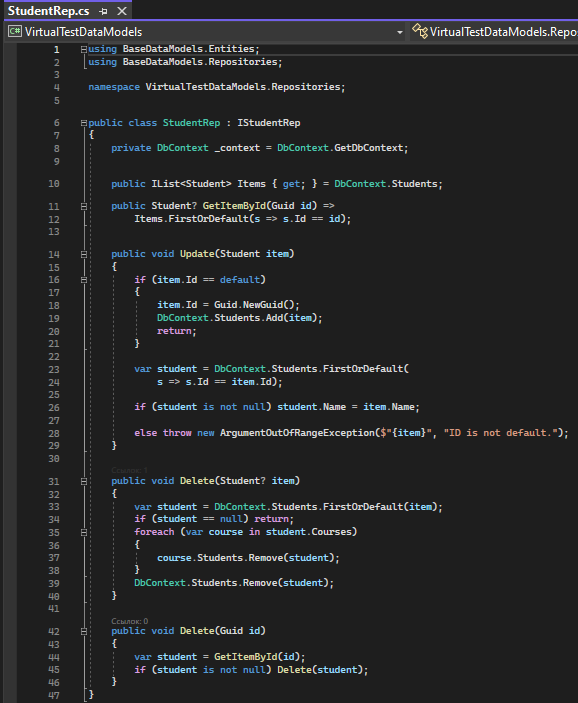 StudentRep.cs
C# VirtualTestDataModels VirtualTestDataModels.Repo
1 using BaseDataModels.Entities;
2 using BaseDataModels.Repositories;
3
4 namespace VirtualTestDataModels.Repositories;
5
6 public class StudentRep : IStudentRep
7 {
8 private DbContext _context = DbContext.GetDbContext;
9
10 public IList<Student> Items { get; } = DbContext.Students;
11 public Student? GetItemById(Guid id) =>
12 Items.FirstOrDefault(s => s.Id == id);
13
14 public void Update(Student item)
15 {
16 if (item.Id == default)
17 {
18 item.Id = Guid.NewGuid();
19 DbContext.Students.Add(item);
20 return;
21 }
22
23 var student = DbContext.Students.FirstOrDefault(
24 s => s.Id == item.Id);
25
26 if (student is not null) student.Name = item.Name;
27
28 else throw new ArgumentOutOfRangeException($"{item}", "ID is not default.");
29 }
30
Ссылок: 1
31 public void Delete(Student? item)
32 {
33 var student = DbContext.Students.FirstOrDefault(item);
34 if (student == null) return;
35 foreach (var course in student.Courses)
36 {
37 course.Students.Remove(student);
38 }
39 DbContext.Students.Remove(student);
40 }
41
Ссылок: 0
42 public void Delete(Guid id)
43 {
44 var student = GetItemById(id);
45 if (student is not null) Delete(student);
46 }
47 }